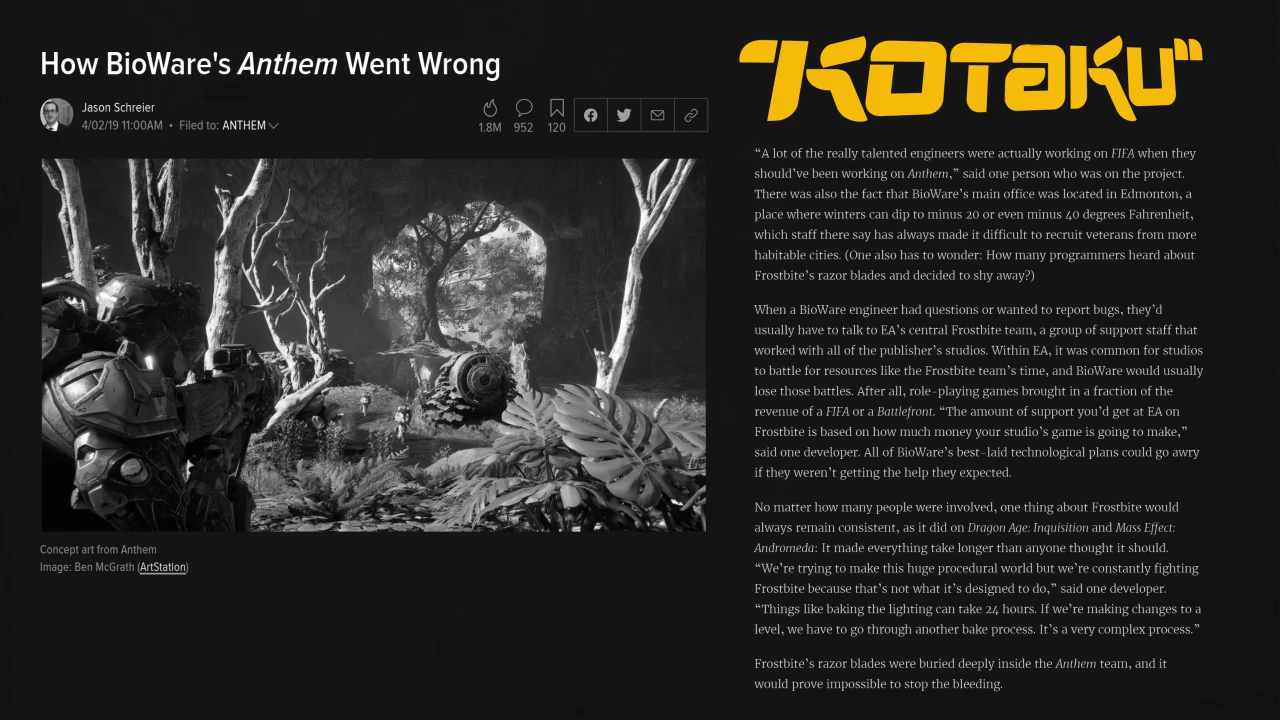 How BioWare's Anthem Went Wrong
Jason Schreier
4/02/19 11:00AM • Filed to: ANTHEM
1.8M 952 120
Concept art from Anthem
Image: Ben McGrath (ArtStation)
"KOTAKU"
“A lot of the really talented engineers were actually working on FIFA when they
should’ve been working on Anthem,” said one person who was on the project.
There was also the fact that BioWare’s main office was located in Edmonton, a
place where winters can dip to minus 20 or even minus 40 degrees Fahrenheit,
which staff there say has always made it difficult to recruit veterans from more
habitable cities. (One also has to wonder: How many programmers heard about
Frostbite’s razor blades and decided to shy away?)
When a BioWare engineer had questions or wanted to report bugs, they’d
usually have to talk to EA’s central Frostbite team, a group of support staff that
worked with all of the publisher’s studios. Within EA, it was common for studios
to battle for resources like the Frostbite team’s time, and BioWare would usually
lose those battles. After all, role-playing games brought in a fraction of the
revenue of a FIFA or a Battlefront. “The amount of support you’d get at EA on
Frostbite is based on how much money your studio’s game is going to make,”
said one developer. All of BioWare’s best-laid technological plans could go awry
if they weren’t getting the help they expected.
No matter how many people were involved, one thing about Frostbite would
always remain consistent, as it did on Dragon Age: Inquisition and Mass Effect:
Andromeda: It made everything take longer than anyone thought it should.
“We’re trying to make this huge procedural world but we’re constantly fighting
Frostbite because that’s not what it’s designed to do,” said one developer.
“Things like baking the lighting can take 24 hours. If we’re making changes to a
level, we have to go through another bake process. It’s a very complex process.”
Frostbite’s razor blades were buried deeply inside the Anthem team, and it
would prove impossible to stop the bleeding.